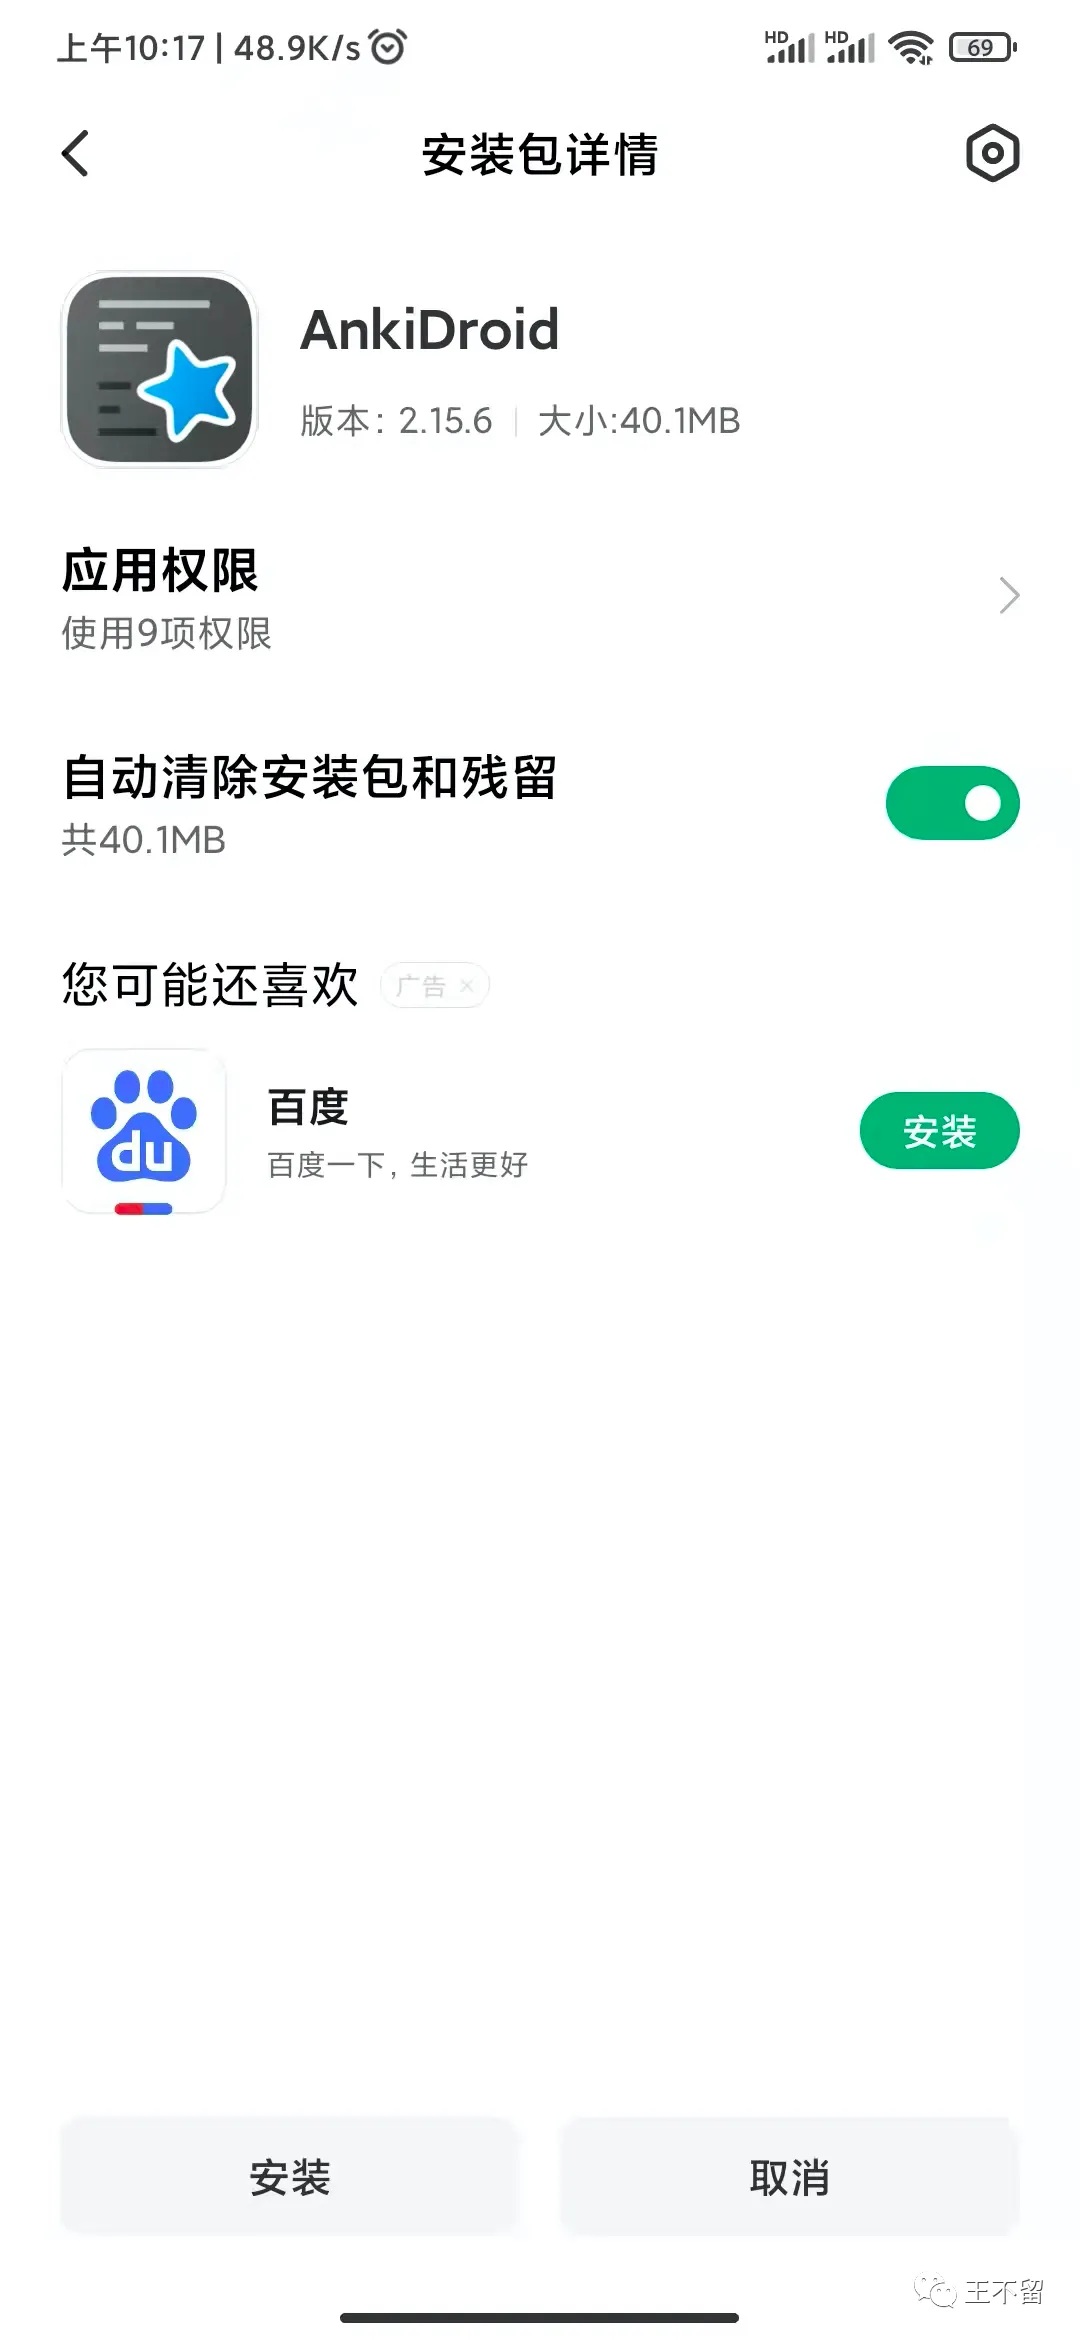 上午10:17 | 48.9K/s
HD HD 69
安装包详情
AnkiDroid
版本：2.15.6 | 大小:40.1MB
应用权限
使用9项权限
自动清除安装包和残留
共40.1MB
您可能还喜欢 广告 ×
du
百度
百度一下，生活更好
安装
安装 取消
王不留